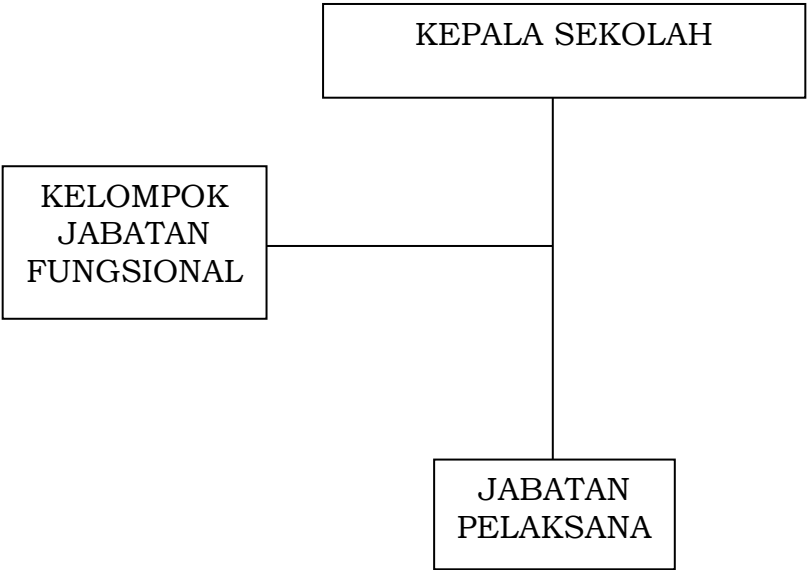 KEPALA SEKOLAH
KELOMPOK
JABATAN
FUNGSIONAL
JABATAN
PELAKSANA